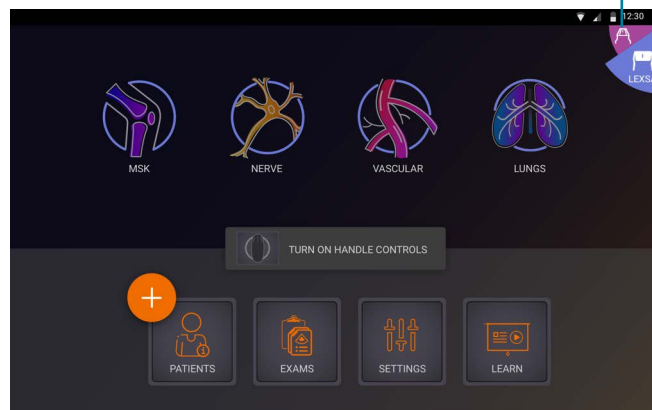 12:30
LEXSA
MSK
NERVE
VASCULAR
LUNGS
TURN ON HANDLE CONTROLS
PATIENTS
EXAMS
SETTINGS
LEARN